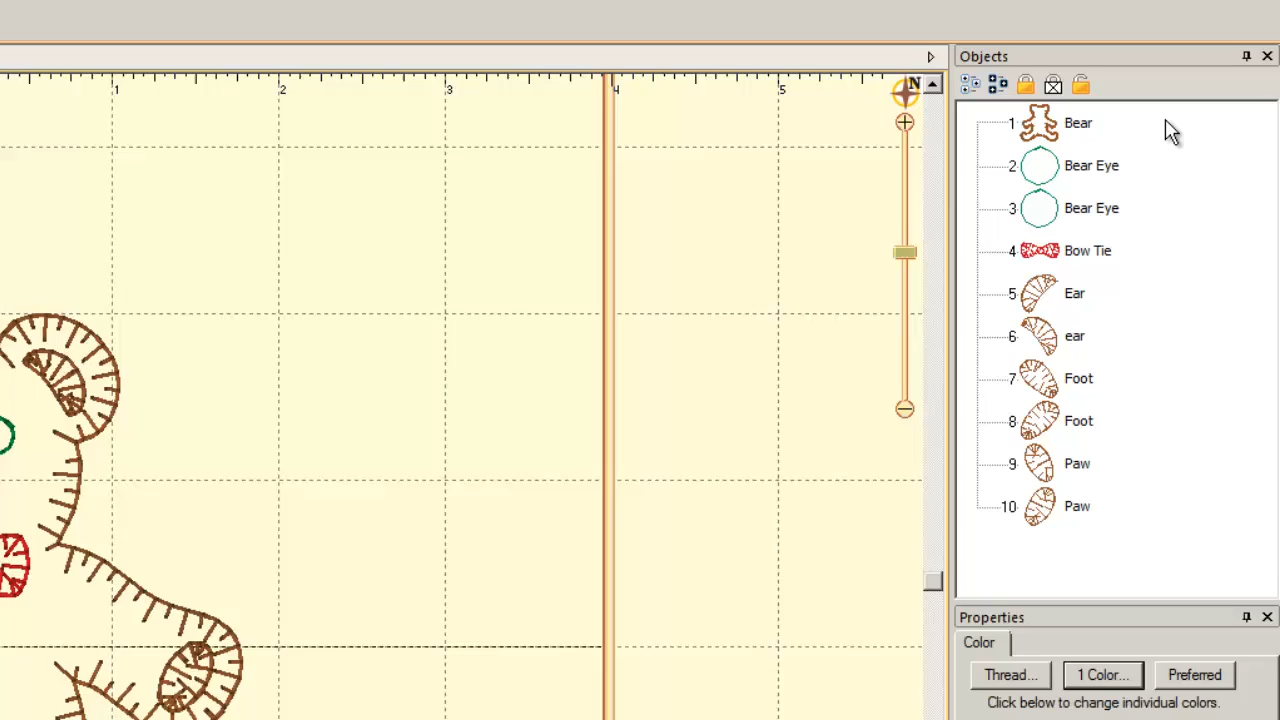 Objects
1 2 3 4 5
N
1 Bear
2 Bear Eye
3 Bear Eye
4 Bow Tie
5 Ear
6 ear
7 Foot
8 Foot
9 Paw
10 Paw
Properties
Color
Thread... 1 Color... Preferred
Click below to change individual colors.